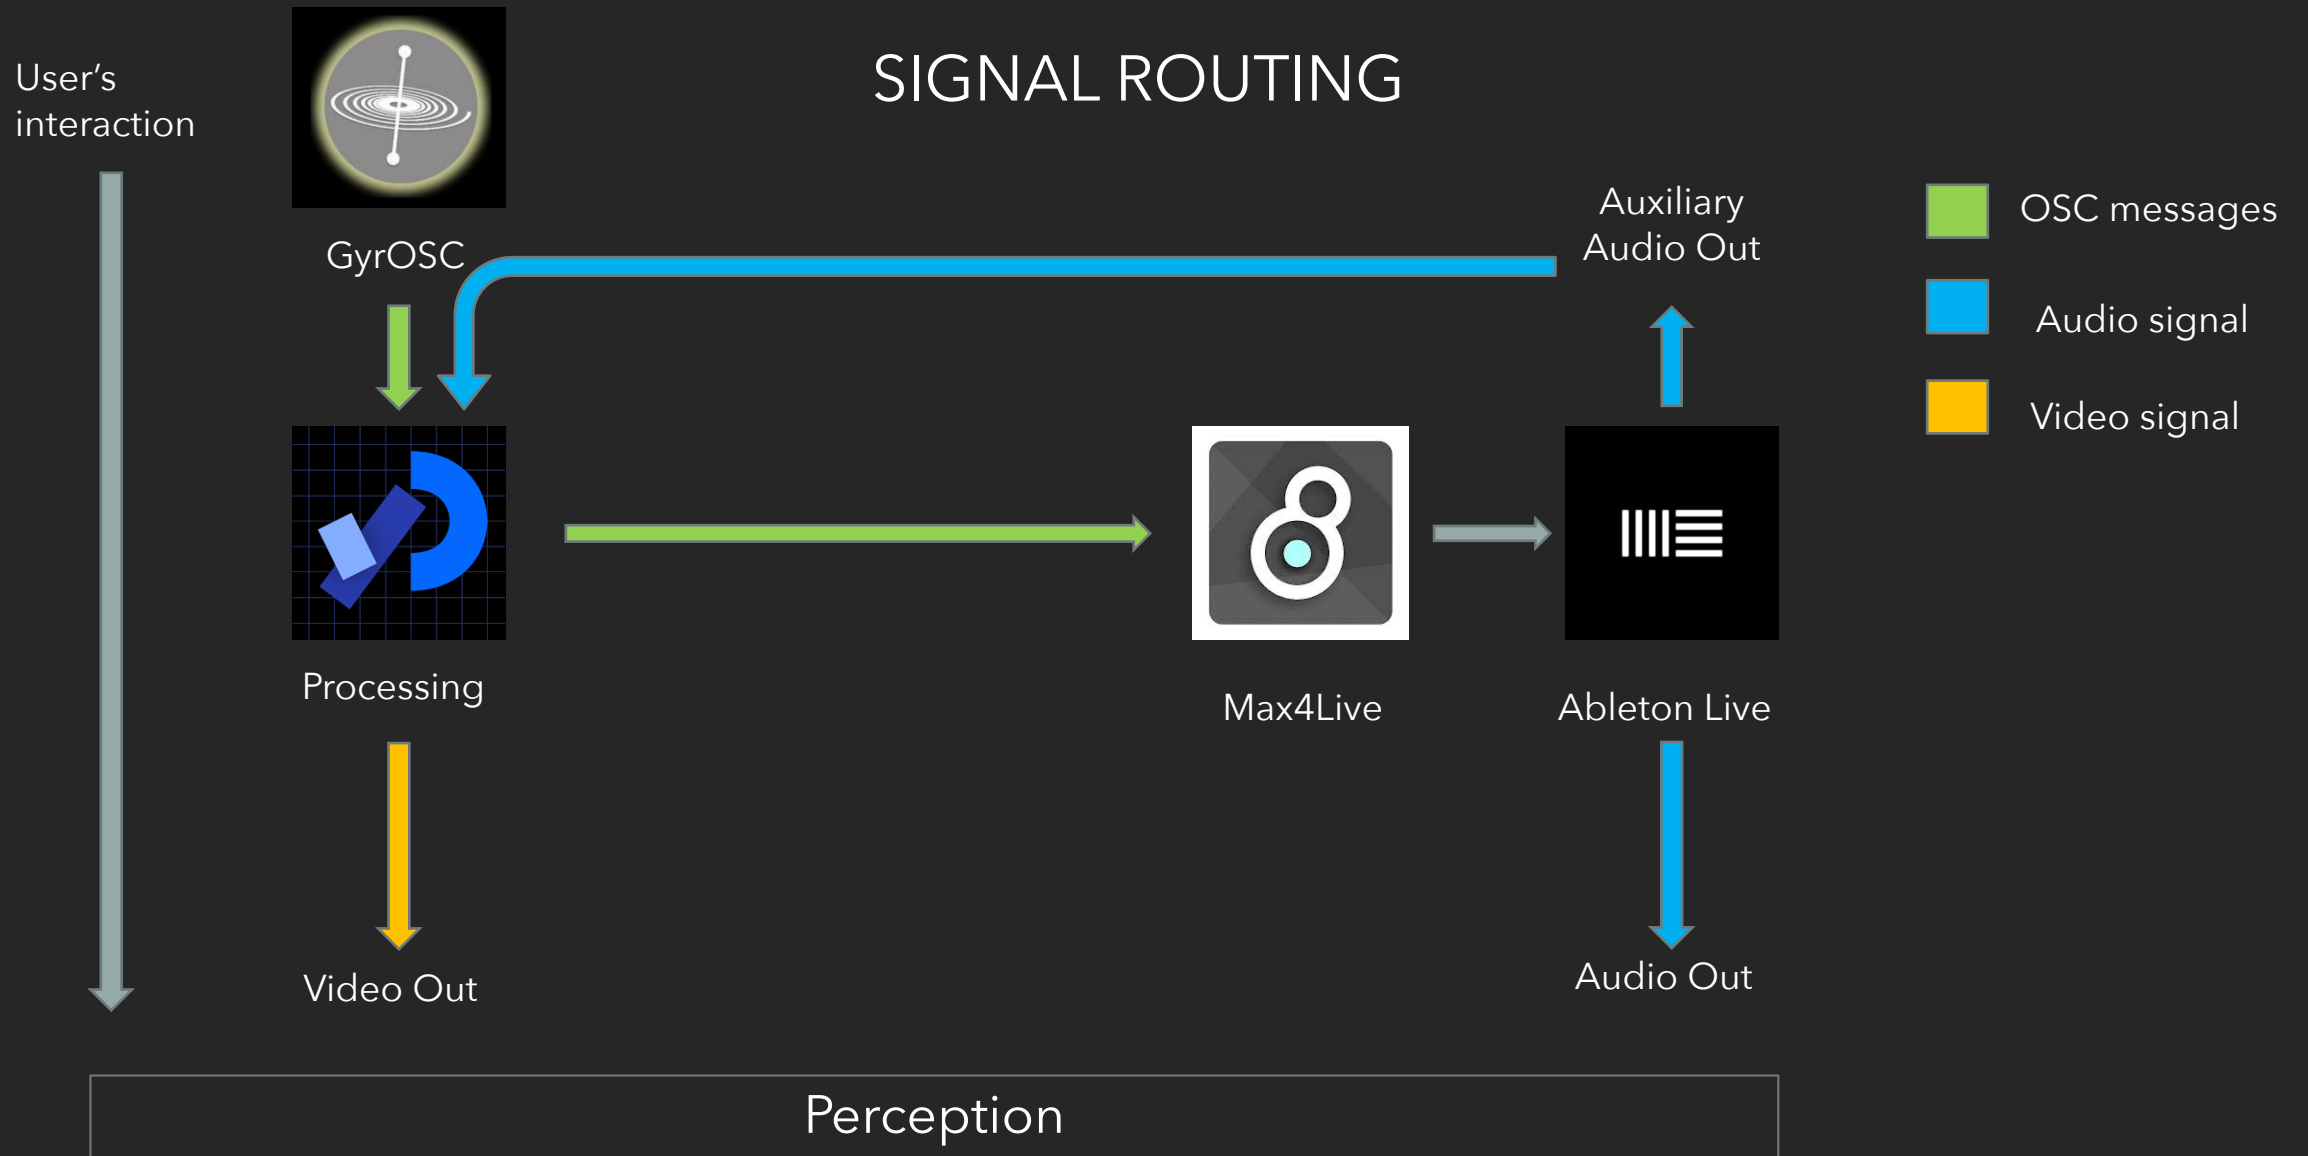 SIGNAL ROUTING
User's
interaction
GyrOSC
Auxiliary
Audio Out
OSC messages
Audio signal
Video signal
Processing
Max4Live
Ableton Live
Video Out
Audio Out
Perception